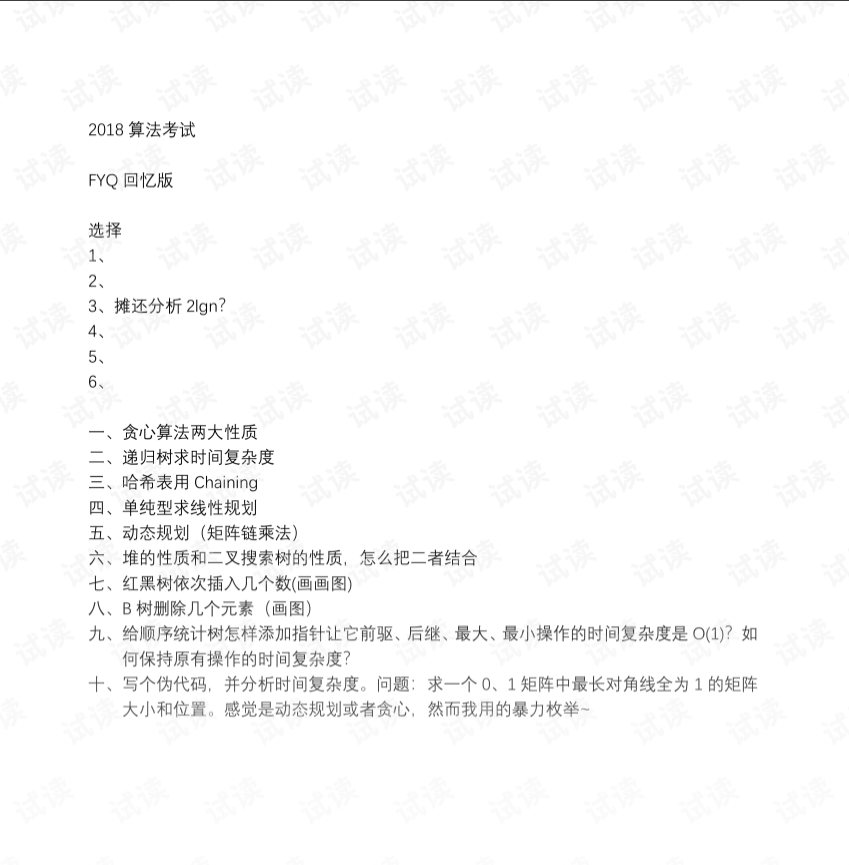 2018 算法考试
FYQ 回忆版
选择
1、
2、
3、摊还分析 2lgn？
4、
5、
6、
一、贪心算法两大性质
二、递归树求时间复杂度
三、哈希表用 Chaining
四、单纯型求线性规划
五、动态规划（矩阵链乘法）
六、堆的性质和二叉搜索树的性质，怎么把二者结合
七、红黑树依次插入几个数(画画图)
八、B 树删除几个元素（画图）
九、给顺序统计树怎样添加指针让它前驱、后继、最大、最小操作的时间复杂度是 O(1)？如
何保持原有操作的时间复杂度？
十、写个伪代码，并分析时间复杂度。问题：求一个 0、1 矩阵中最长对角线全为 1 的矩阵
大小和位置。感觉是动态规划或者贪心，然而我用的暴力枚举~
试读